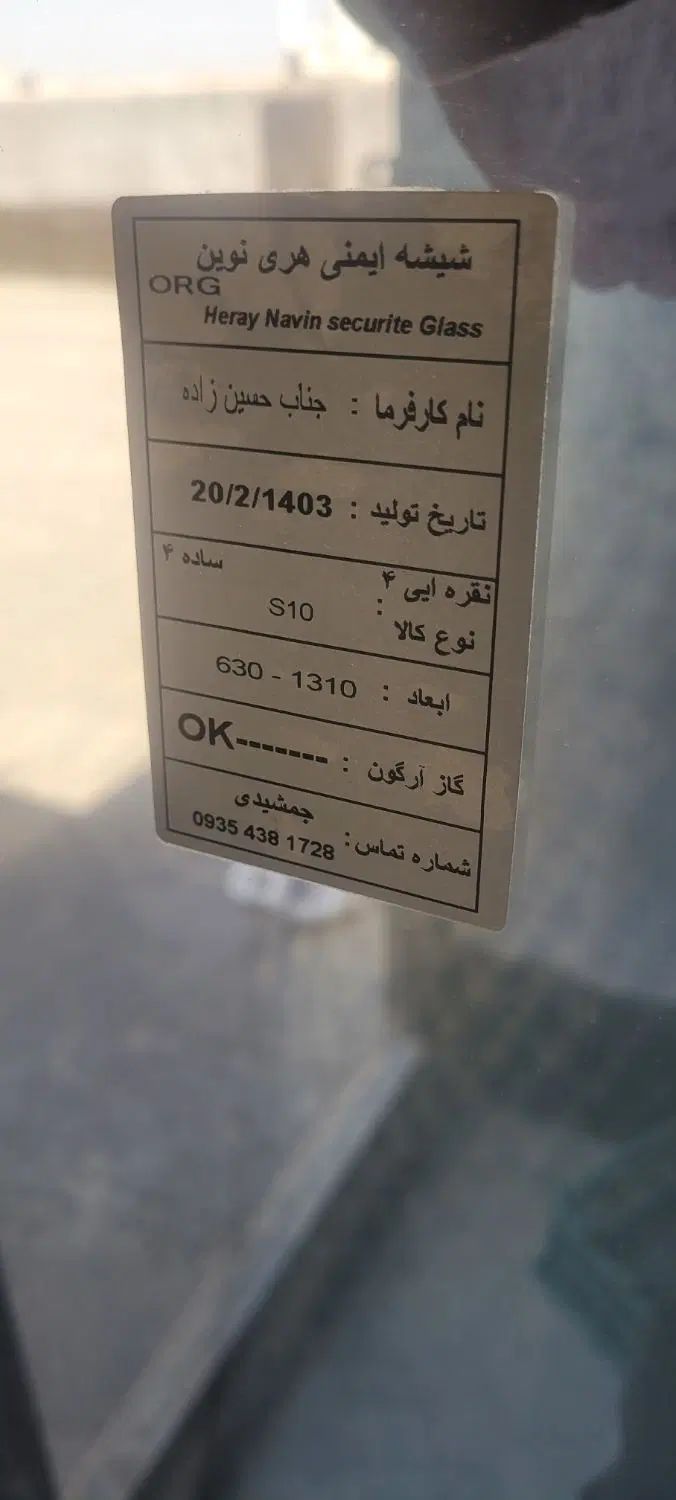 شیشه ایمنی هری نوین
ORG
Heray Navin securite Glass
نام کارفرما : جناب حسین زاده
تاریخ تولید : 20/2/1403
نقره ایی ۴ ساده ۴
نوع کالا : S10
ابعاد : 630 - 1310
گاز آرگون : OK-------
جمشیدی
شماره تماس: 0935 438 1728